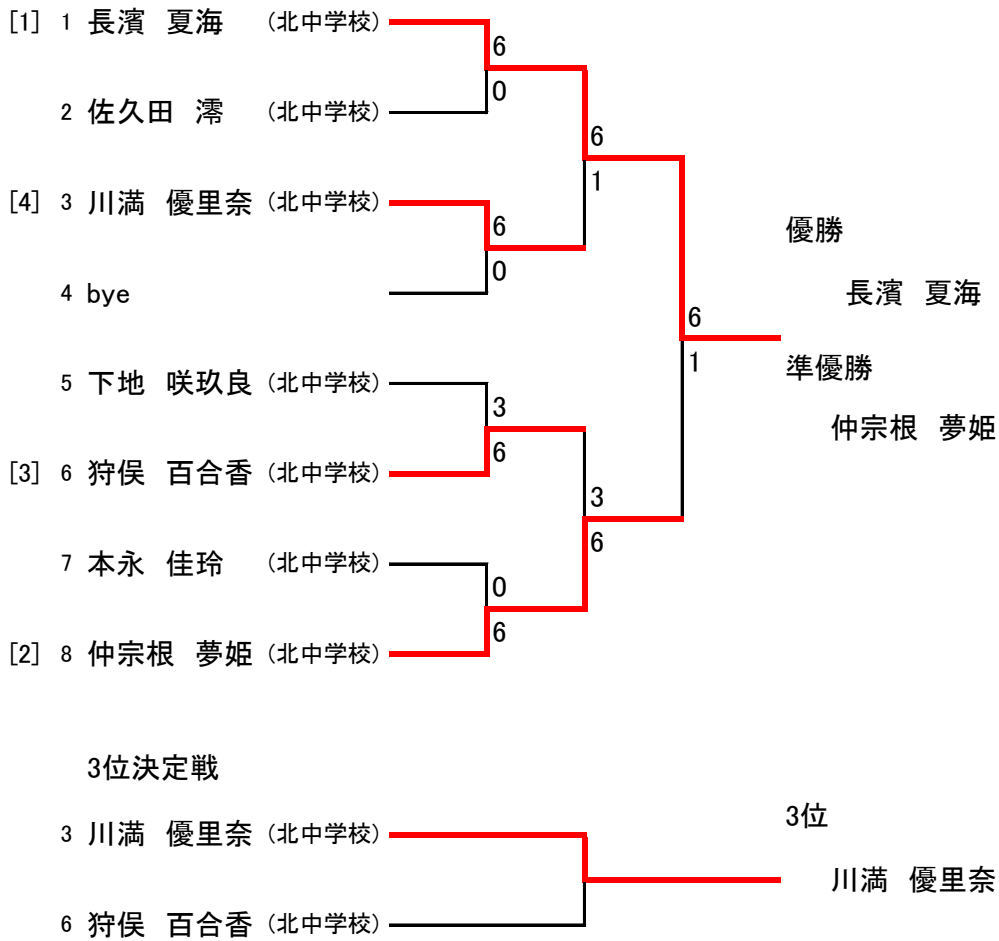 [1] 1 長濱 夏海 (北中学校)
6
0
2 佐久田 澪 (北中学校)
6
1
[4] 3 川満 優里奈 (北中学校)
6
0
4 bye
優勝
長濱 夏海
6
1
準優勝
仲宗根 夢姫
5 下地 咲玖良 (北中学校)
3
6
[3] 6 狩俣 百合香 (北中学校)
3
6
7 本永 佳玲 (北中学校)
0
6
[2] 8 仲宗根 夢姫 (北中学校)
3位決定戦
3 川満 優里奈 (北中学校)
3位
川満 優里奈
6 狩俣 百合香 (北中学校)